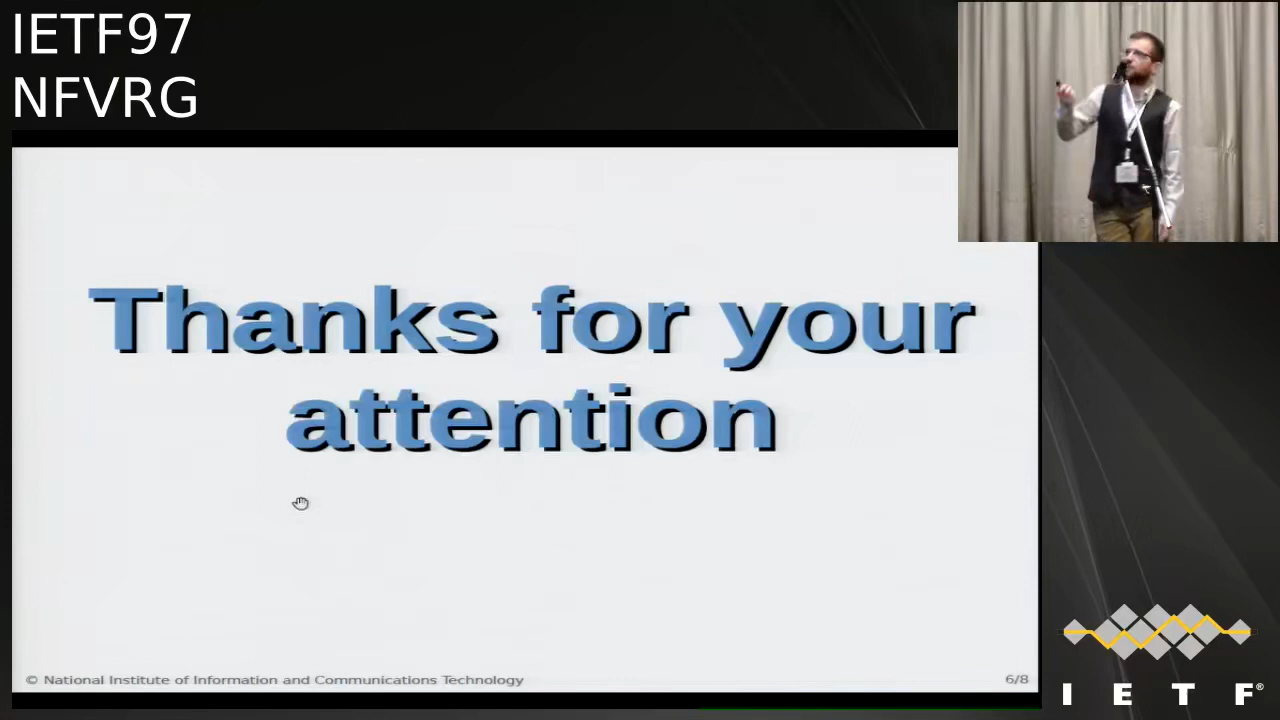 IETF97
NFVRG
Thanks for your
attention
© National Institute of Information and Communications Technology
6/8
I E T F®